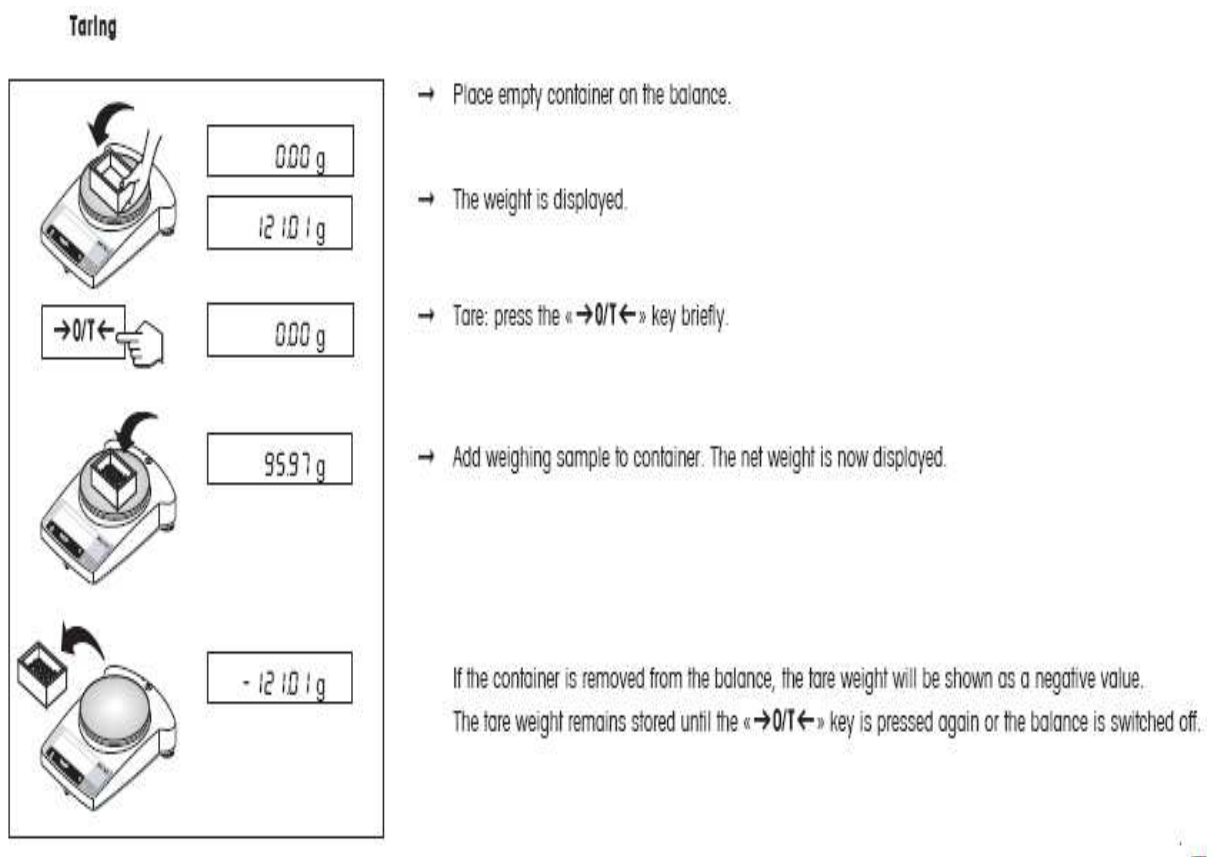 Taring
→ Place empty container on the balance.
0.00 g
→ The weight is displayed.
121.01 g
→0/T←
0.00 g
→ Tare: press the «→0/T←» key briefly.
95.97 g
→ Add weighing sample to container. The net weight is now displayed.
- 121.01 g
If the container is removed from the balance, the tare weight will be shown as a negative value.
The tare weight remains stored until the «→0/T←» key is pressed again or the balance is switched off.